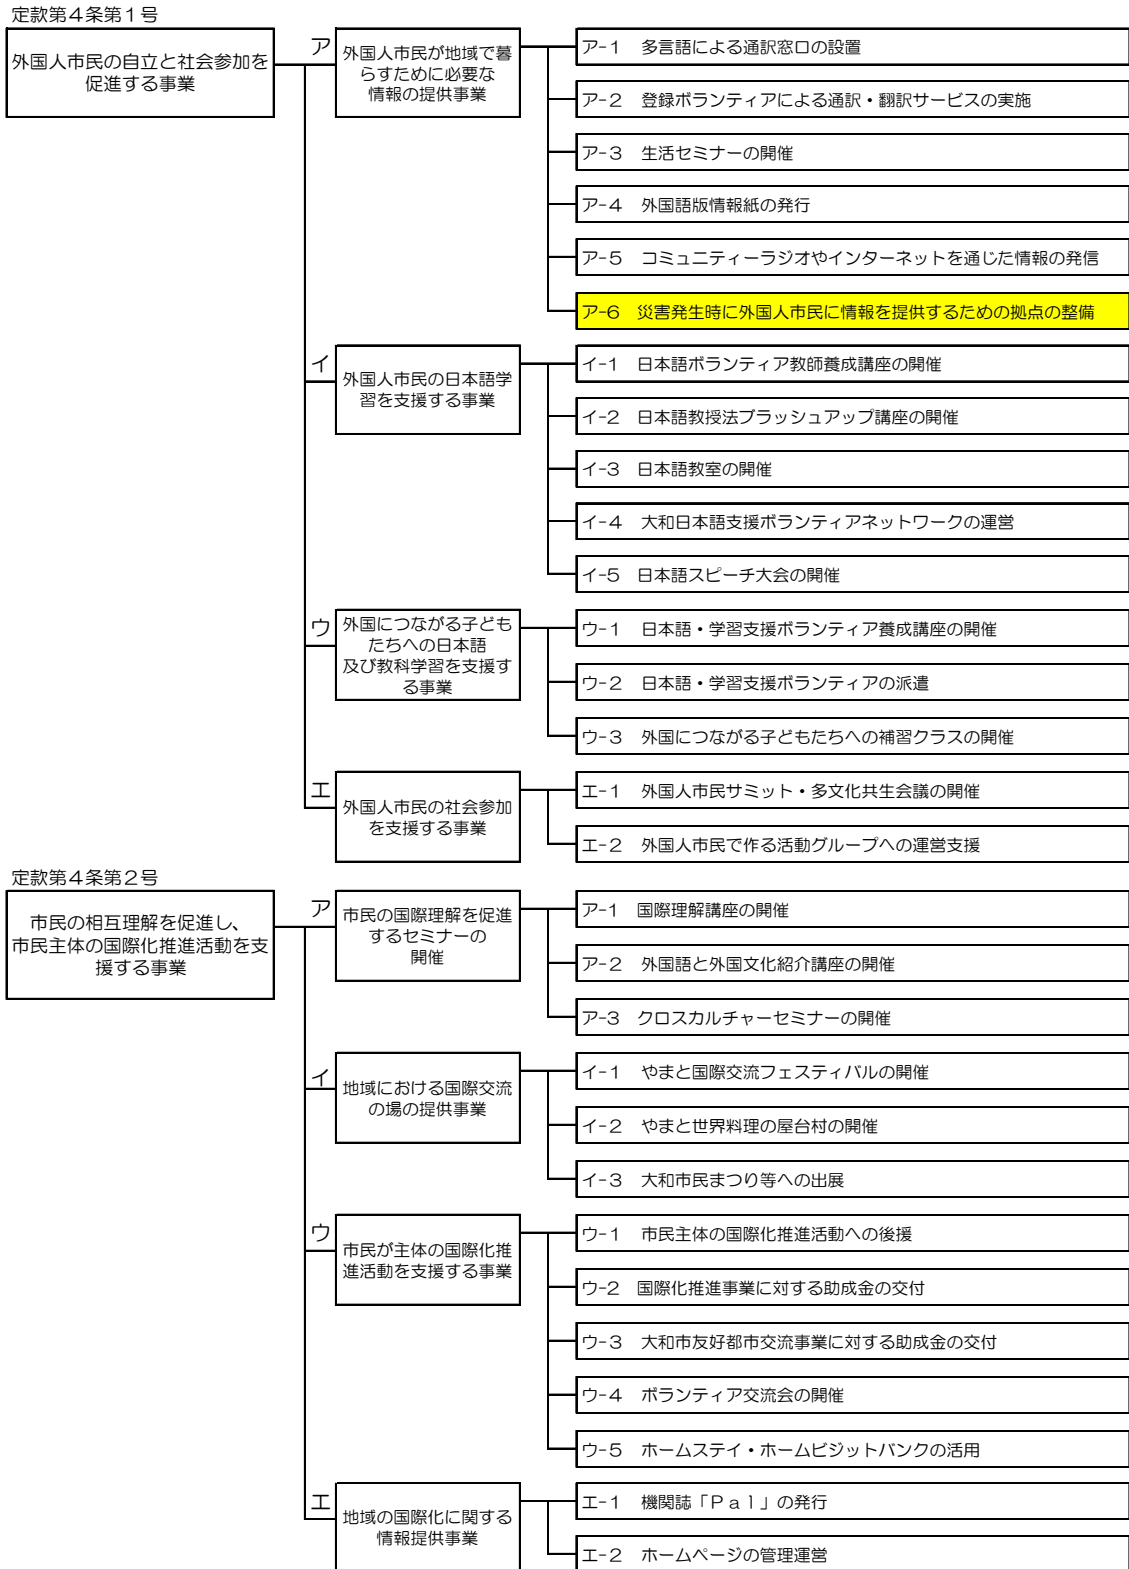 定款第4条第1号
外国人市民の自立と社会参加を
促進する事業
ア
外国人市民が地域で暮
らすために必要な
情報の提供事業
ア-1 多言語による通訳窓口の設置
ア-2 登録ボランティアによる通訳・翻訳サービスの実施
ア-3 生活セミナーの開催
ア-4 外国語版情報紙の発行
ア-5 コミュニティーラジオやインターネットを通じた情報の発信
ア-6 災害発生時に外国人市民に情報を提供するための拠点の整備
イ
外国人市民の日本語学
習を支援する事業
イ-1 日本語ボランティア教師養成講座の開催
イ-2 日本語教授法ブラッシュアップ講座の開催
イ-3 日本語教室の開催
イ-4 大和日本語支援ボランティアネットワークの運営
イ-5 日本語スピーチ大会の開催
ウ
外国につながる子ども
たちへの日本語
及び教科学習を支援す
る事業
ウ-1 日本語・学習支援ボランティア養成講座の開催
ウ-2 日本語・学習支援ボランティアの派遣
ウ-3 外国につながる子どもたちへの補習クラスの開催
エ
外国人市民の社会参加
を支援する事業
エ-1 外国人市民サミット・多文化共生会議の開催
エ-2 外国人市民で作る活動グループへの運営支援
定款第4条第2号
市民の相互理解を促進し、
市民主体の国際化推進活動を支
援する事業
ア
市民の国際理解を促進
するセミナーの
開催
ア-1 国際理解講座の開催
ア-2 外国語と外国文化紹介講座の開催
ア-3 クロスカルチャーセミナーの開催
イ
地域における国際交流
の場の提供事業
イ-1 やまと国際交流フェスティバルの開催
イ-2 やまと世界料理の屋台村の開催
イ-3 大和市民まつり等への出展
ウ
市民が主体の国際化推
進活動を支援する事業
ウ-1 市民主体の国際化推進活動への後援
ウ-2 国際化推進事業に対する助成金の交付
ウ-3 大和市友好都市交流事業に対する助成金の交付
ウ-4 ボランティア交流会の開催
ウ-5 ホームステイ・ホームビジットバンクの活用
エ
地域の国際化に関する
情報提供事業
エ-1 機関誌「Pal」の発行
エ-2 ホームページの管理運営